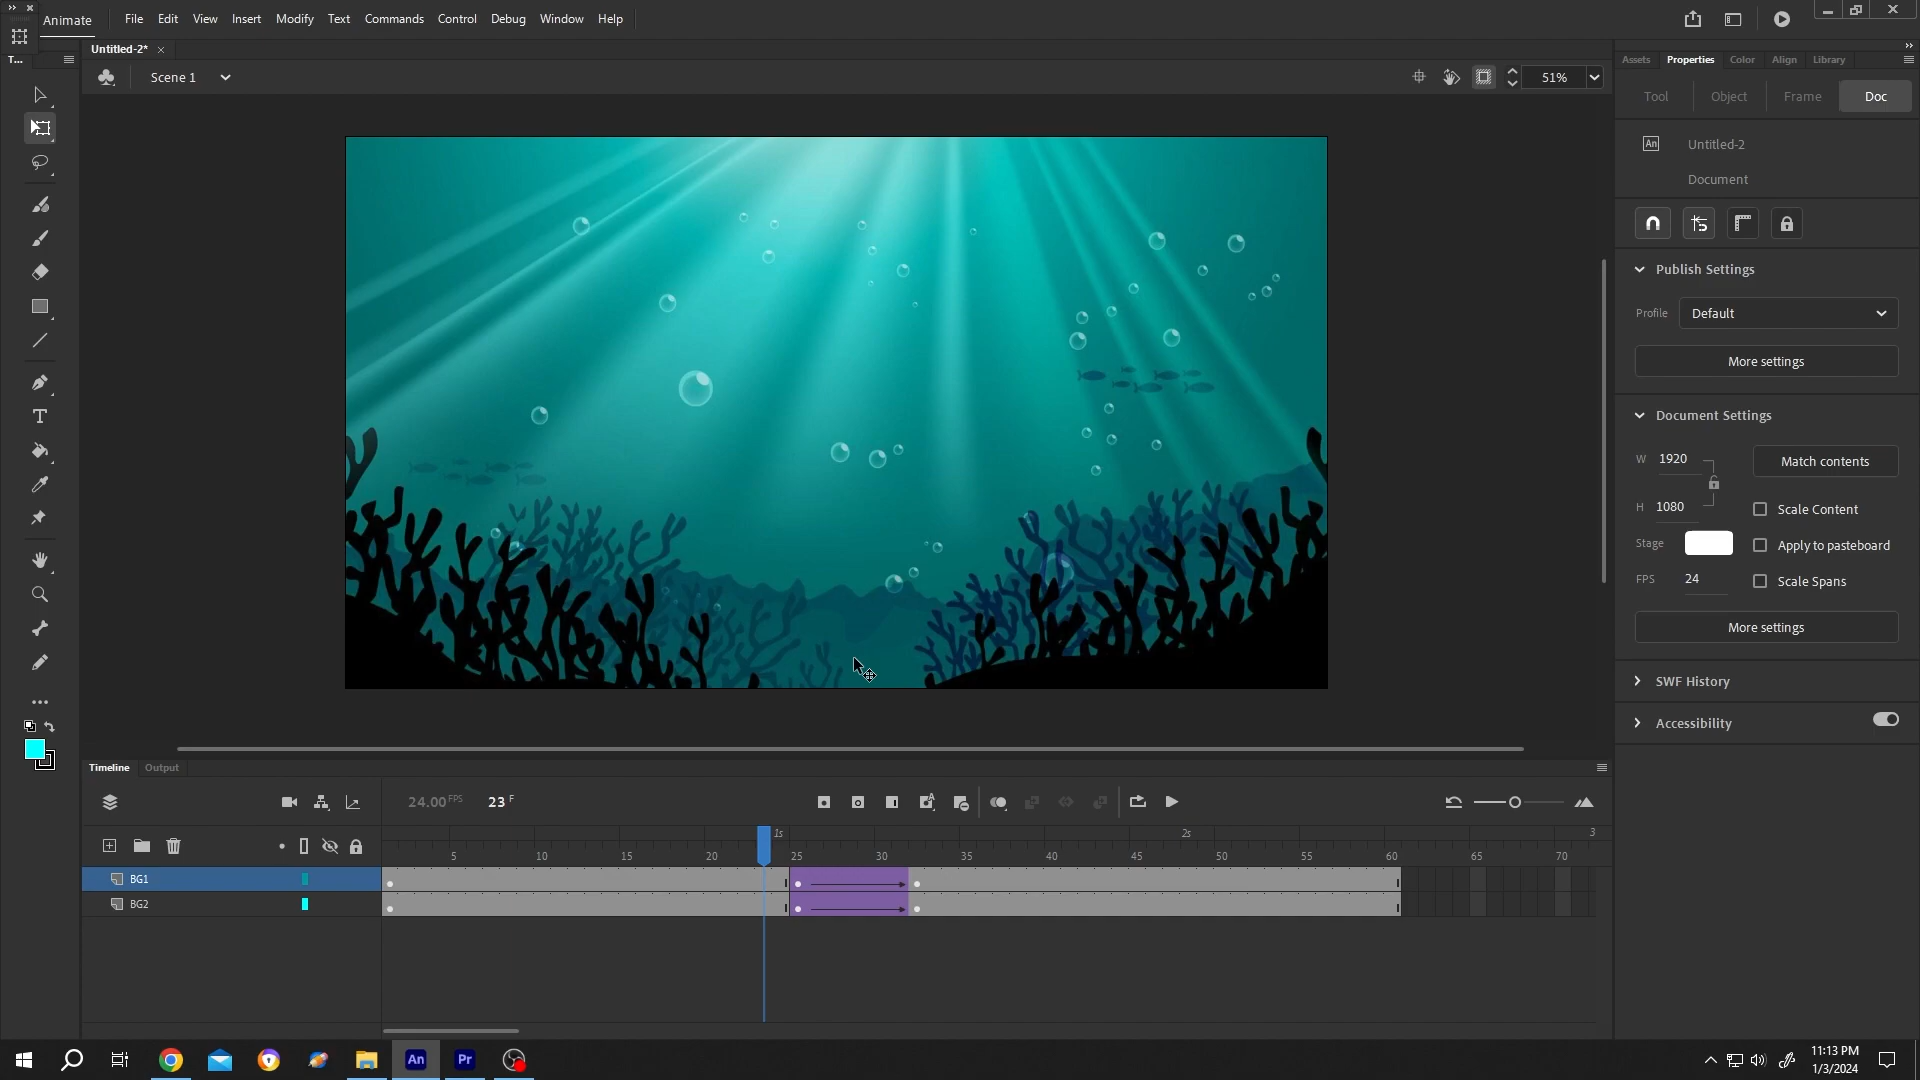 Animate
File Edit View Insert Modify Text Commands Control Debug Window Help
T...
Untitled-2*
Scene 1
51%
Assets Properties Color Align Library
Tool Object Frame Doc
An Untitled-2
Document
Publish Settings
Profile Default
More settings
Document Settings
W 1920 Match contents
H 1080 Scale Content
Stage Apply to pasteboard
FPS 24 Scale Spans
More settings
SWF History
Accessibility
Timeline Output
24.00 FPS 23 F
1s 2s 3
5 10 15 20 25 30 35 40 45 50 55 60 65 70
BG1
BG2
An Pr
11:13 PM
1/3/2024